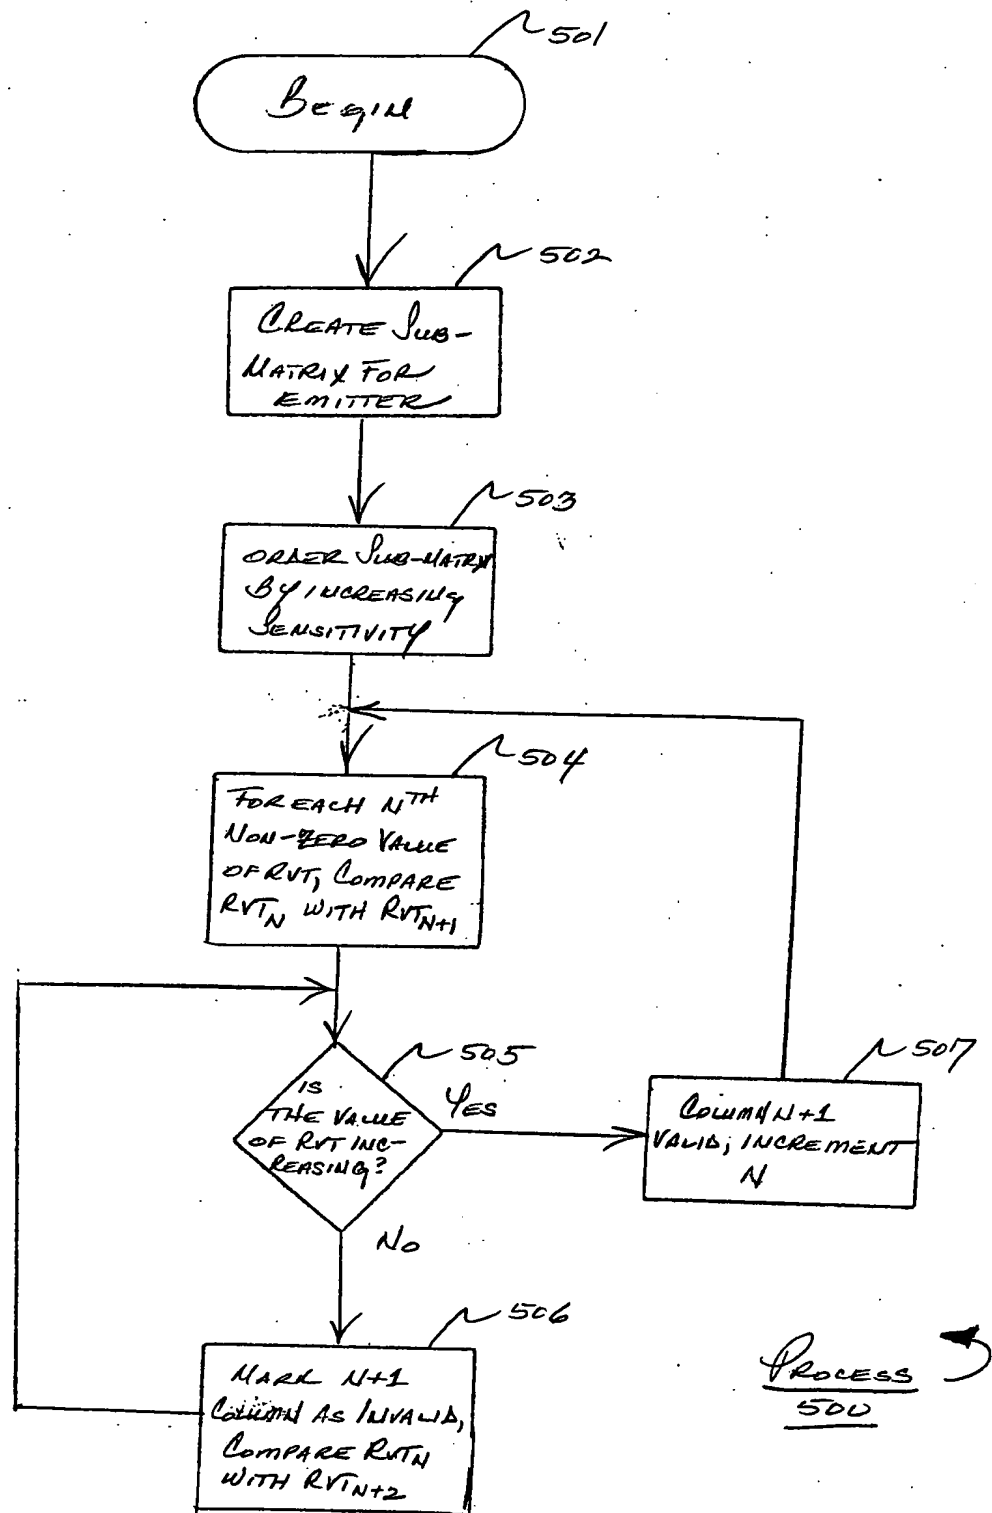 501
Begin
502
CREATE SUB-
MATRIX FOR
EMITTER
503
ORDER SUB-MATRIX
BY INCREASING
SENSITIVITY
504
FOR EACH NTH
NON-ZERO VALUE
OF RVT, COMPARE
RVTN WITH RVTN+1
505
IS
THE VALUE
OF RVT INC-
REASING?
YES
NO
507
COLUMN N+1
VALID; INCREMENT
N
506
MARK N+1
COLUMN AS INVALID,
COMPARE RVTN
WITH RVTN+2
PROCESS
500